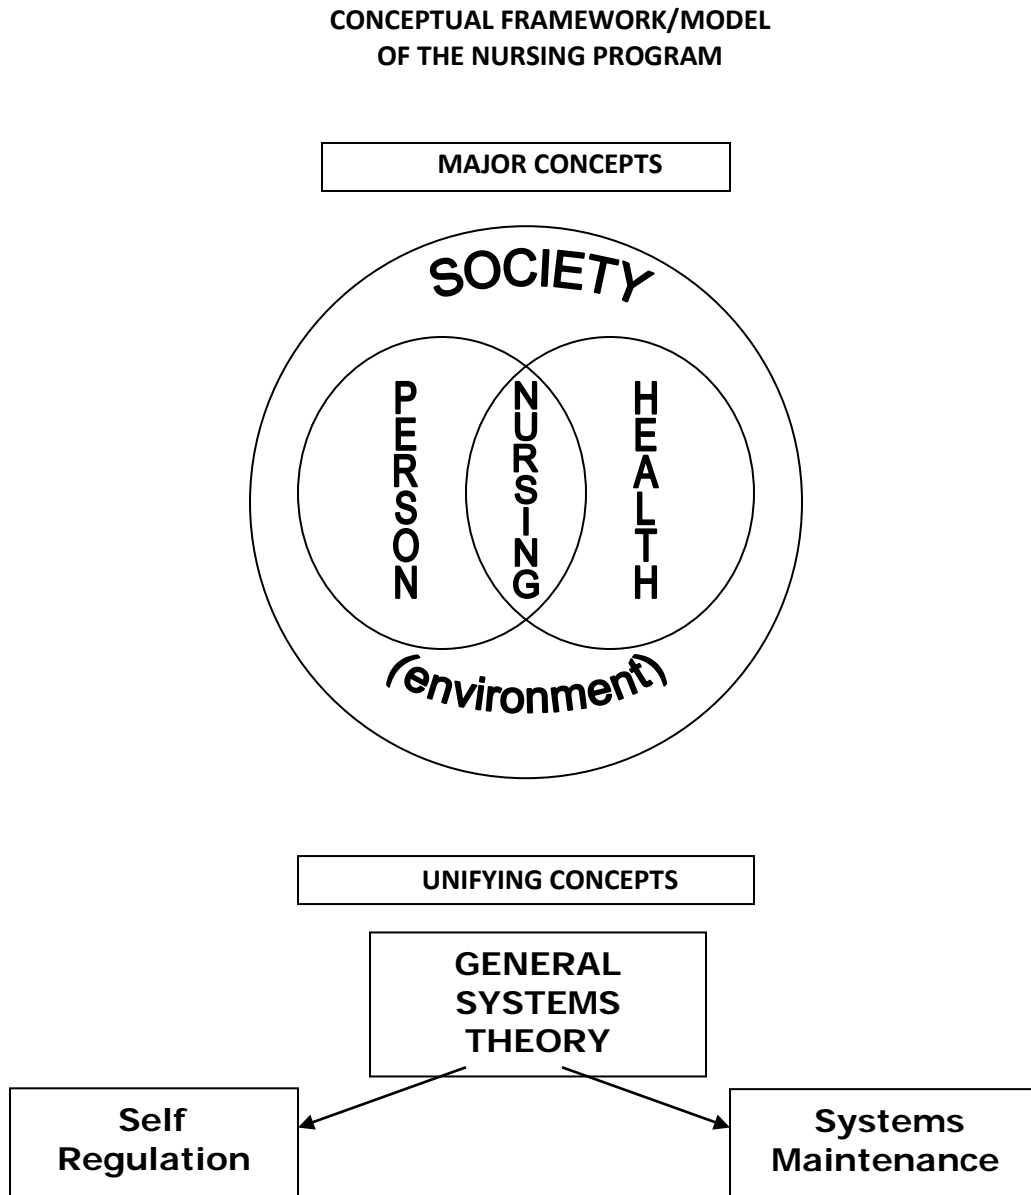 CONCEPTUAL FRAMEWORK/MODEL
OF THE NURSING PROGRAM
MAJOR CONCEPTS
SOCIETY
PERSON
NURSING
HEALTH
(environment)
UNIFYING CONCEPTS
GENERAL
SYSTEMS
THEORY
Self
Regulation
Systems
Maintenance